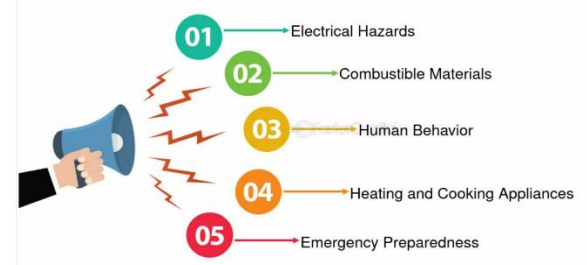 01 Electrical Hazards
02 Combustible Materials
03 Human Behavior
04 Heating and Cooking Appliances
05 Emergency Preparedness